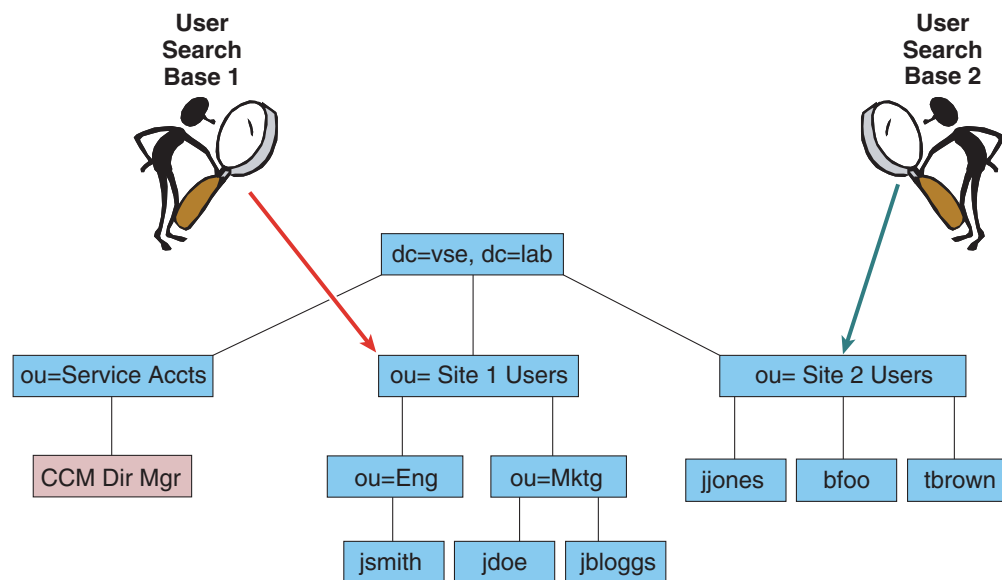 User
Search
Base 1
User
Search
Base 2
dc=vse, dc=lab
ou=Service Accts
ou= Site 1 Users
ou= Site 2 Users
CCM Dir Mgr
ou=Eng
ou=Mktg
jjones
bfoo
tbrown
jsmith
jdoe
jbloggs